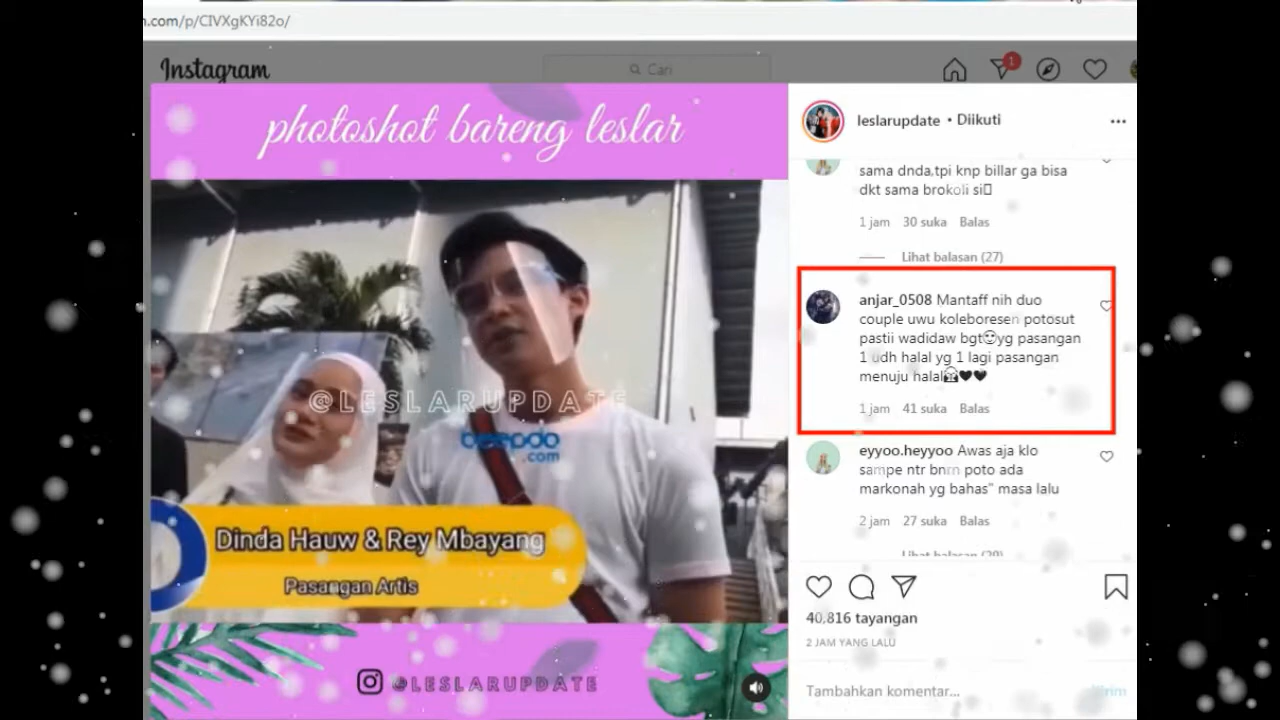 n.com/p/CIVXgKYi82o/
Instagram
Cari
1
photoshot bareng leslar
leslarupdate • Diikuti
sama dnda,tpi knp billar ga bisa
dkt sama brokoli si
1 jam 30 suka Balas
Lihat balasan (27)
anjar_0508 Mantaff nih duo
couple uwu koleboresen potosut
pastii wadidaw bgt yg pasangan
1 udh halal yg 1 lagi pasangan
menuju halal
1 jam 41 suka Balas
@LESLARUPDATE
beepdo
.com
eyyoo.heyyoo Awas aja klo
sampe ntr bnrn poto ada
markonah yg bahas" masa lalu
2 jam 27 suka Balas
Lihat balasan (20)
Dinda Hauw & Rey Mbayang
Pasangan Artis
40,816 tayangan
2 JAM YANG LALU
@LESLARUPDATE
Tambahkan komentar...
Kirim